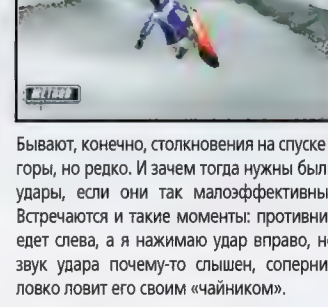 METHOD
Бывают, конечно, столкновения на спуске
горы, но редко. И зачем тогда нужны был
удары, если они так малоэффективны
Встречаются и такие моменты: противни
едет слева, а я нажимаю удар вправо, н
звук удара почему-то слышен, соперни
ловко ловит его своим «чайником».